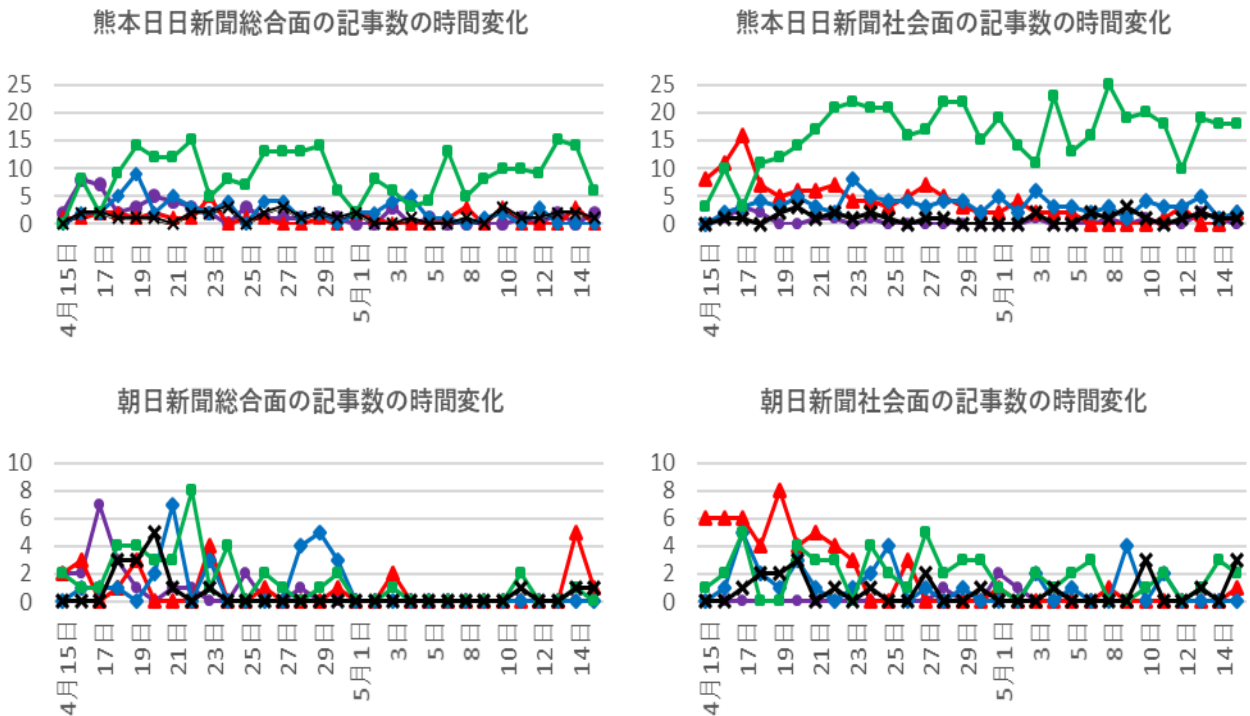 熊本日日新聞総合面の記事数の時間変化
25
20
15
10
5
0
4月15日
17日
19日
21日
23日
25日
27日
29日
5月1日
3日
5日
8日
10日
12日
14日
熊本日日新聞社会面の記事数の時間変化
25
20
15
10
5
0
4月15日
17日
19日
21日
23日
25日
27日
29日
5月1日
3日
5日
8日
10日
12日
14日
朝日新聞総合面の記事数の時間変化
10
8
6
4
2
0
4月15日
17日
19日
21日
23日
25日
27日
29日
5月1日
3日
5日
8日
10日
12日
14日
朝日新聞社会面の記事数の時間変化
10
8
6
4
2
0
4月15日
17日
19日
21日
23日
25日
27日
29日
5月1日
3日
5日
8日
10日
12日
14日